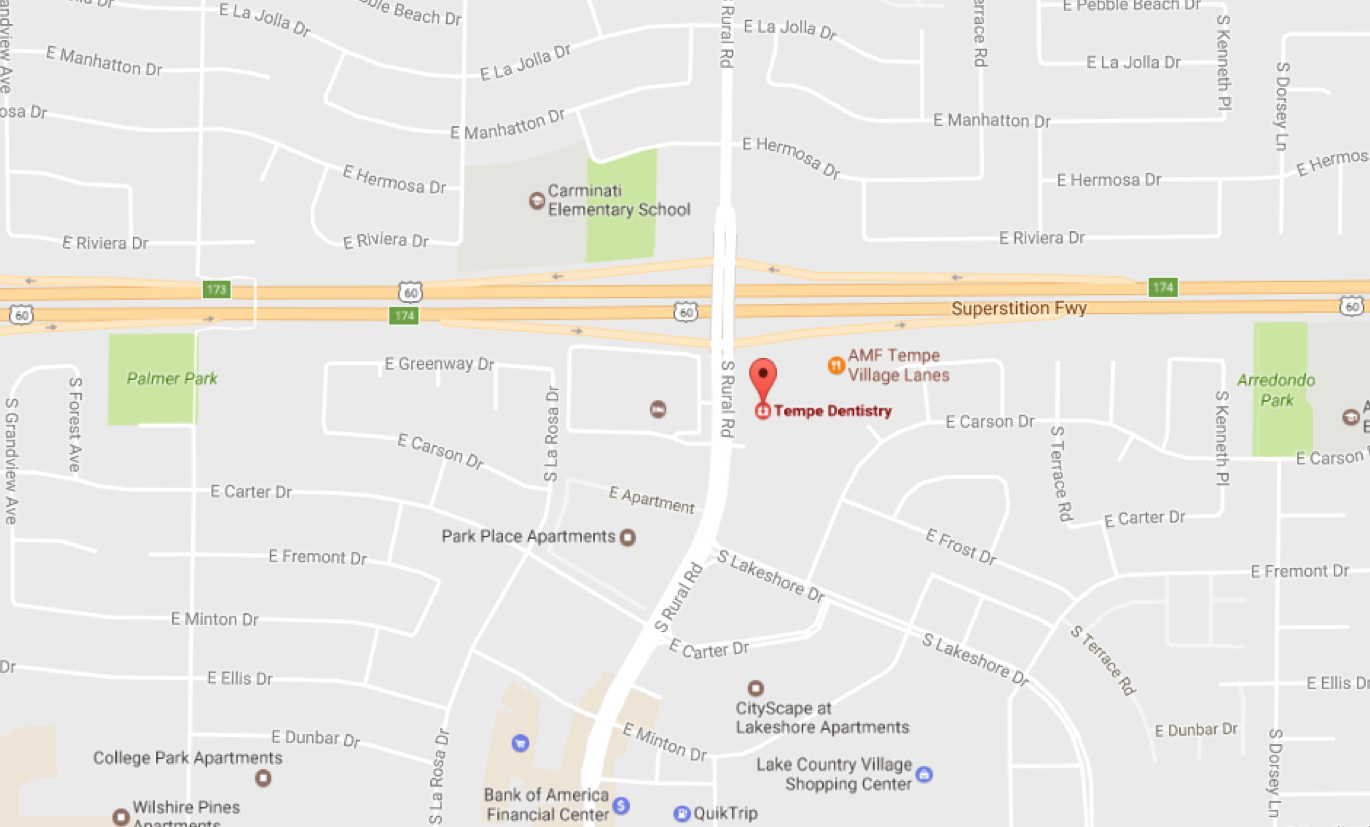 E La Jolla Dr
Pebble Beach Dr
Rural Rd
E La Jolla Dr
E Pebble Beach Dr
S Kenneth Pl
E Manhatton Dr
E La Jolla Dr
E La Jolla Dr
S Dorsey Ln
osa Dr
E Manhatton Dr
E Manhatton Dr
E Hermosa Dr
E Hermos
E Hermosa Dr
E Hermosa Dr
Carminati
Elementary School
E Riviera Dr
E Riviera Dr
E Riviera Dr
173
60
174
60
174
60
Superstition Fwy
60
Palmer Park
E Greenway Dr
S Rural Rd
AMF Tempe
Village Lanes
Tempe Dentistry
Arredondo
Park
S Grandview Ave
S Forest Ave
S La Rosa Dr
E Carson Dr
S Terrace Rd
S Kenneth Pl
E Carson Dr
E Carson
E Carter Dr
E Apartment
E Carter Dr
Park Place Apartments
E Fremont Dr
E Frost Dr
S Lakeshore Dr
E Fremont Dr
S Rural Rd
E Minton Dr
E Carter Dr
S Lakeshore Dr
S Terrace Rd
Dr
E Ellis Dr
E Ellis Dr
CityScape at
Lakeshore Apartments
E Dunbar Dr
E Minton Dr
E Dunbar Dr
S Dorsey Ln
College Park Apartments
S La Rosa Dr
Lake Country Village
Shopping Center
Bank of America
Financial Center
QuikTrip
Wilshire Pines
Apartments